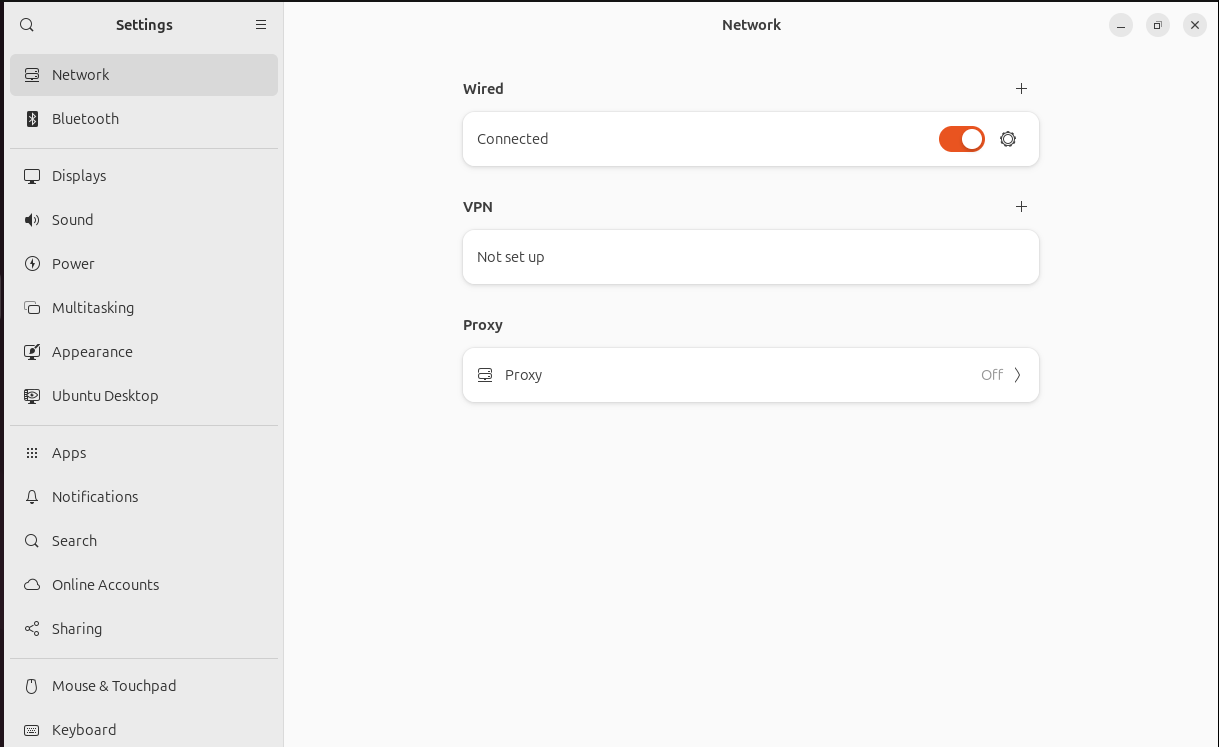 Settings
Network
Bluetooth
Displays
Sound
Power
Multitasking
Appearance
Ubuntu Desktop
Apps
Notifications
Search
Online Accounts
Sharing
Mouse & Touchpad
Keyboard
Network
Wired
Connected
VPN
Not set up
Proxy
Proxy Off